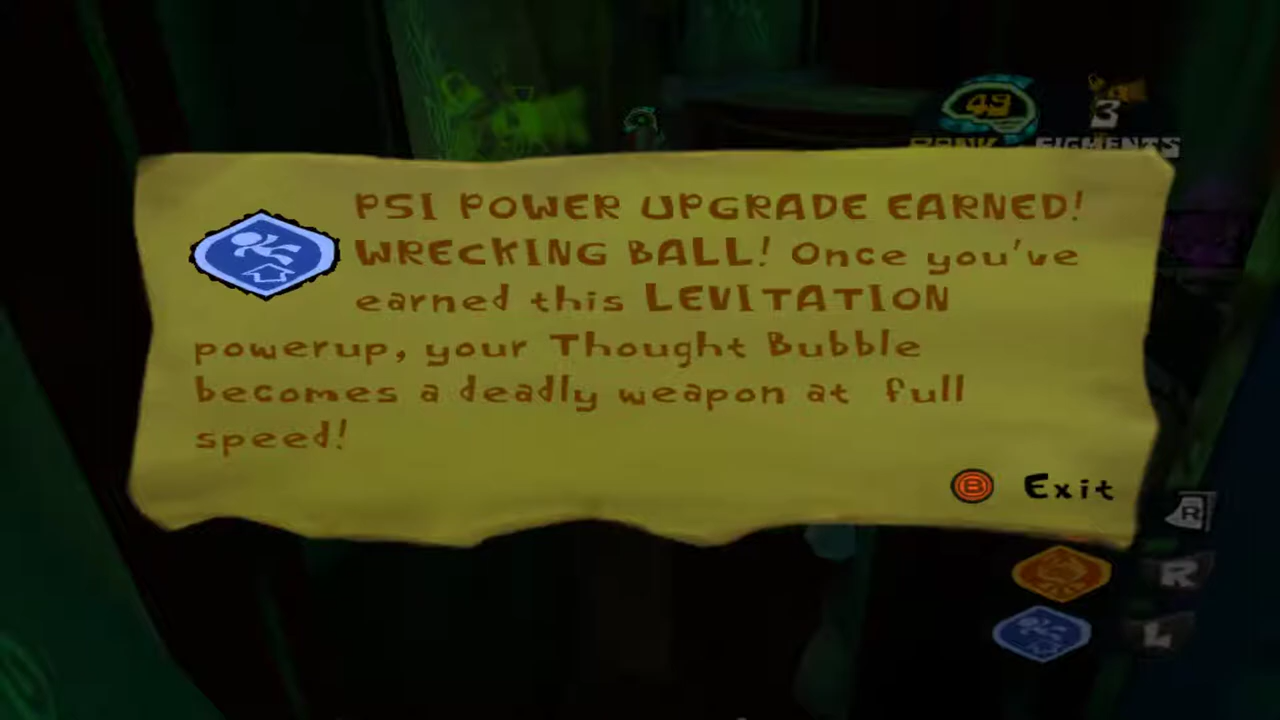 49
3
RANK FIGMENTS
PSI POWER UPGRADE EARNED!
WRECKING BALL! Once you've
earned this LEVITATION
powerup, your Thought Bubble
becomes a deadly weapon at full
speed!
B Exit
R
R
L